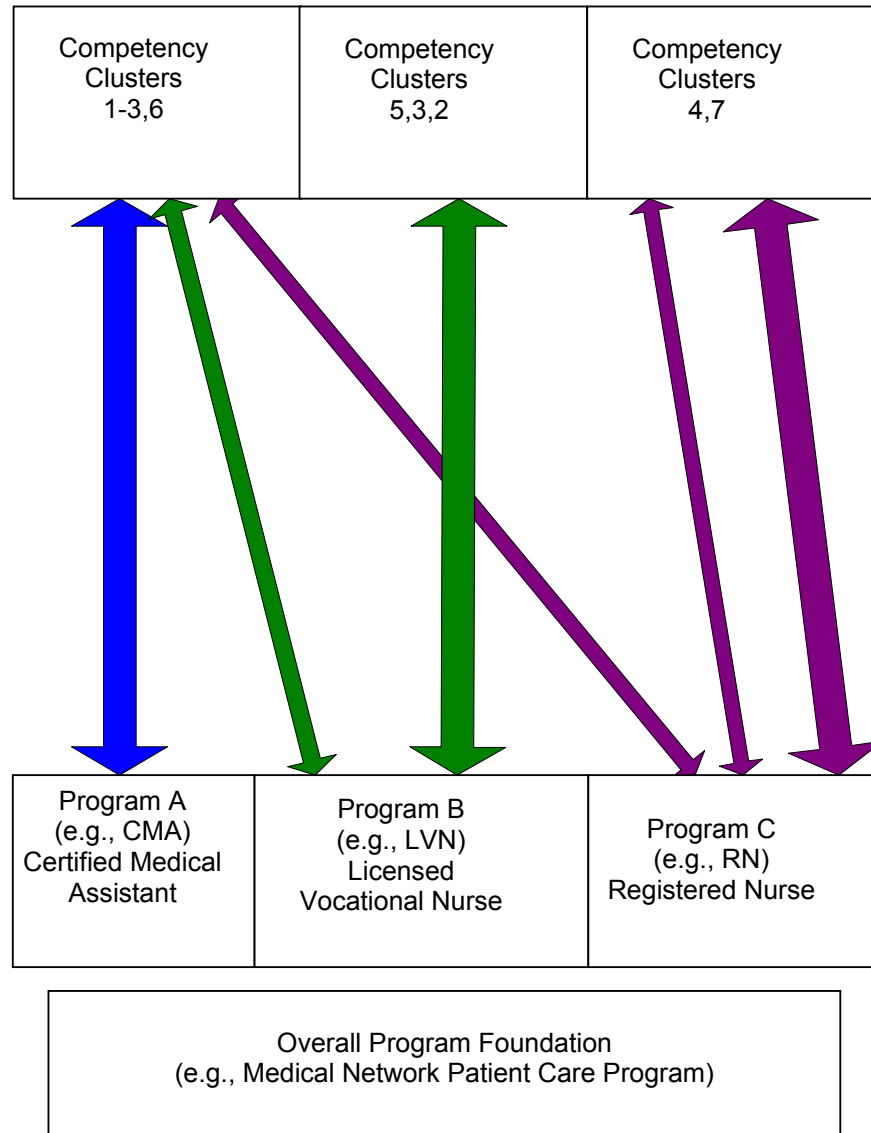 Competency
Clusters
1-3,6
Competency
Clusters
5,3,2
Competency
Clusters
4,7
Program A
(e.g., CMA)
Certified Medical
Assistant
Program B
(e.g., LVN)
Licensed
Vocational Nurse
Program C
(e.g., RN)
Registered Nurse
Overall Program Foundation
(e.g., Medical Network Patient Care Program)